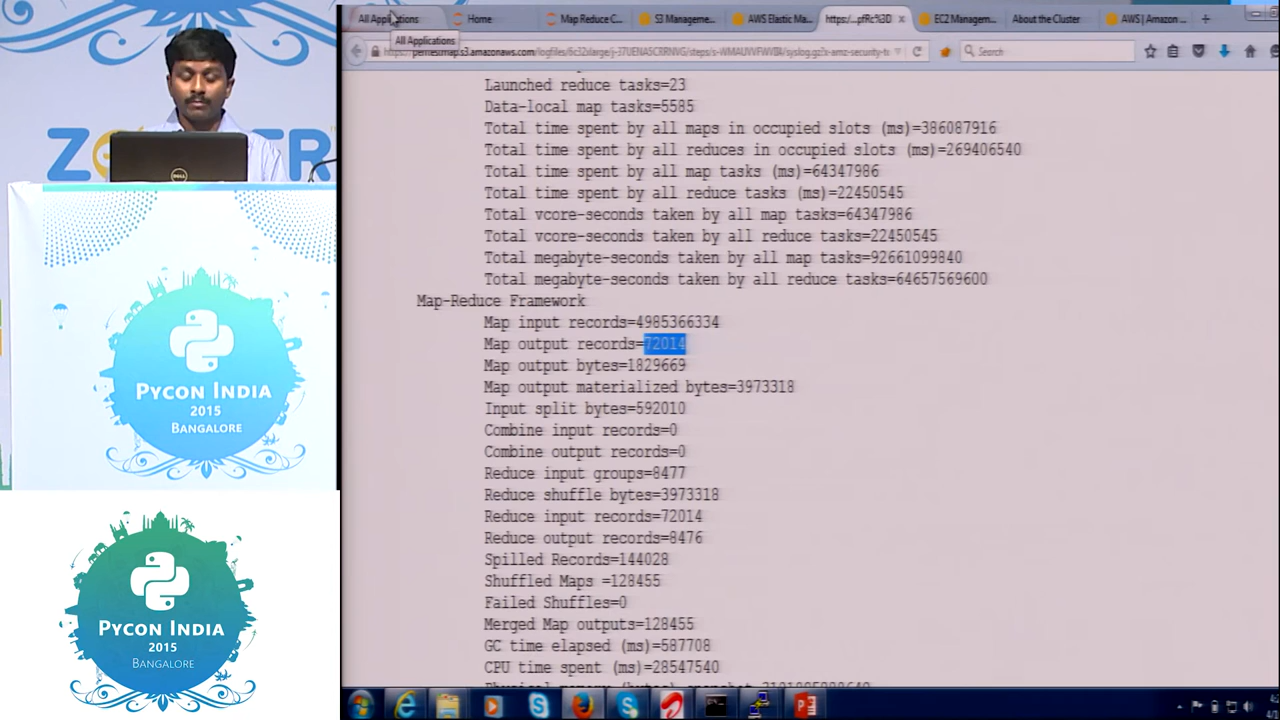 All Applications
Home
Map Reduce C...
S3 Manageme...
AWS Elastic Ma...
https/...pfRc%3D
EC2 Managem...
About the Cluster
AWS | Amazon ...
All Applications
Search
Launched reduce tasks=23
Data-local map tasks=5585
Total time spent by all maps in occupied slots (ms)=386087916
Total time spent by all reduces in occupied slots (ms)=269406540
Total time spent by all map tasks (ms)=64347986
Total time spent by all reduce tasks (ms)=22450545
Total vcore-seconds taken by all map tasks=64347986
Total vcore-seconds taken by all reduce tasks=22450545
Total megabyte-seconds taken by all map tasks=92661099840
Total megabyte-seconds taken by all reduce tasks=64657569600
Map-Reduce Framework
Map input records=4985366334
Map output records=72014
Map output bytes=1829669
Map output materialized bytes=3973318
Input split bytes=592010
Combine input records=0
Combine output records=0
Reduce input groups=8477
Reduce shuffle bytes=3973318
Reduce input records=72014
Reduce output records=8476
Spilled Records=144028
Shuffled Maps =128455
Failed Shuffles=0
Merged Map outputs=128455
GC time elapsed (ms)=587708
CPU time spent (ms)=28547540
DELL
PYCON INDIA
2015
BANGALORE
PYCON INDIA
2015
BANGALORE